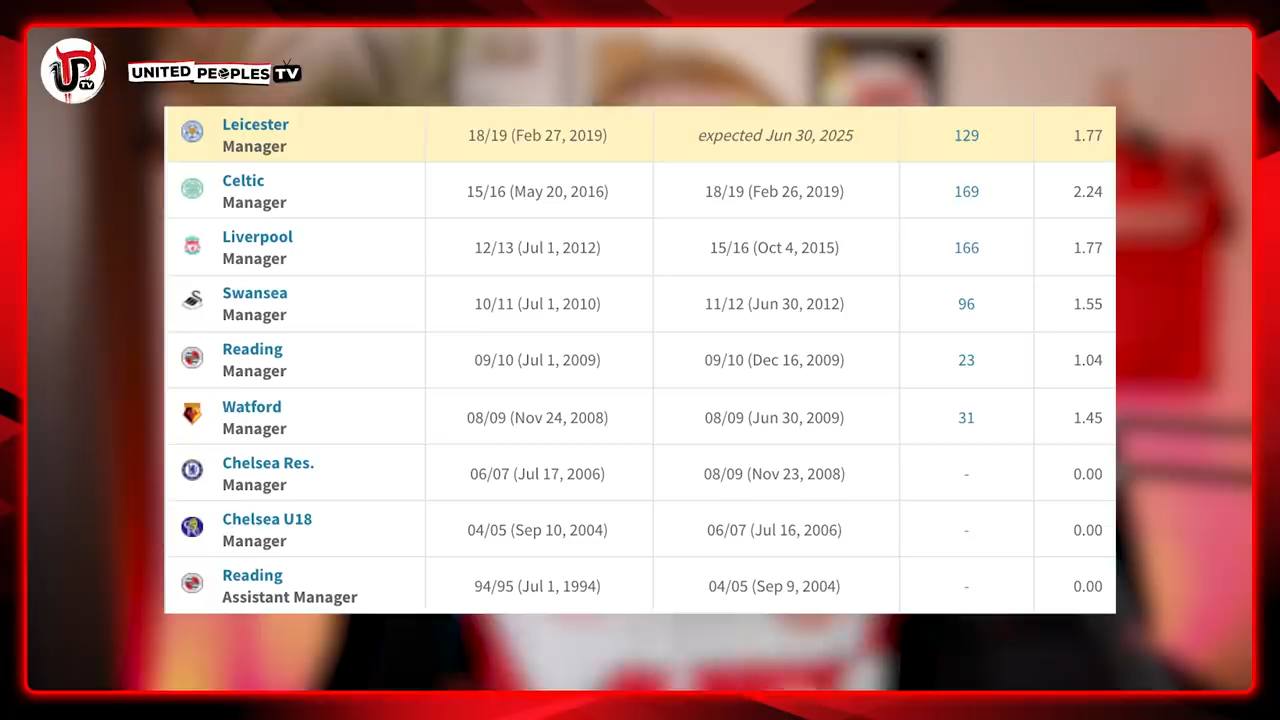 UP
TV
UNITED PEOPLES TV
Leicester
Manager
18/19 (Feb 27, 2019)
expected Jun 30, 2025
129
1.77
Celtic
Manager
15/16 (May 20, 2016)
18/19 (Feb 26, 2019)
169
2.24
Liverpool
Manager
12/13 (Jul 1, 2012)
15/16 (Oct 4, 2015)
166
1.77
Swansea
Manager
10/11 (Jul 1, 2010)
11/12 (Jun 30, 2012)
96
1.55
Reading
Manager
09/10 (Jul 1, 2009)
09/10 (Dec 16, 2009)
23
1.04
Watford
Manager
08/09 (Nov 24, 2008)
08/09 (Jun 30, 2009)
31
1.45
Chelsea Res.
Manager
06/07 (Jul 17, 2006)
08/09 (Nov 23, 2008)
-
0.00
Chelsea U18
Manager
04/05 (Sep 10, 2004)
06/07 (Jul 16, 2006)
-
0.00
Reading
Assistant Manager
94/95 (Jul 1, 1994)
04/05 (Sep 9, 2004)
-
0.00